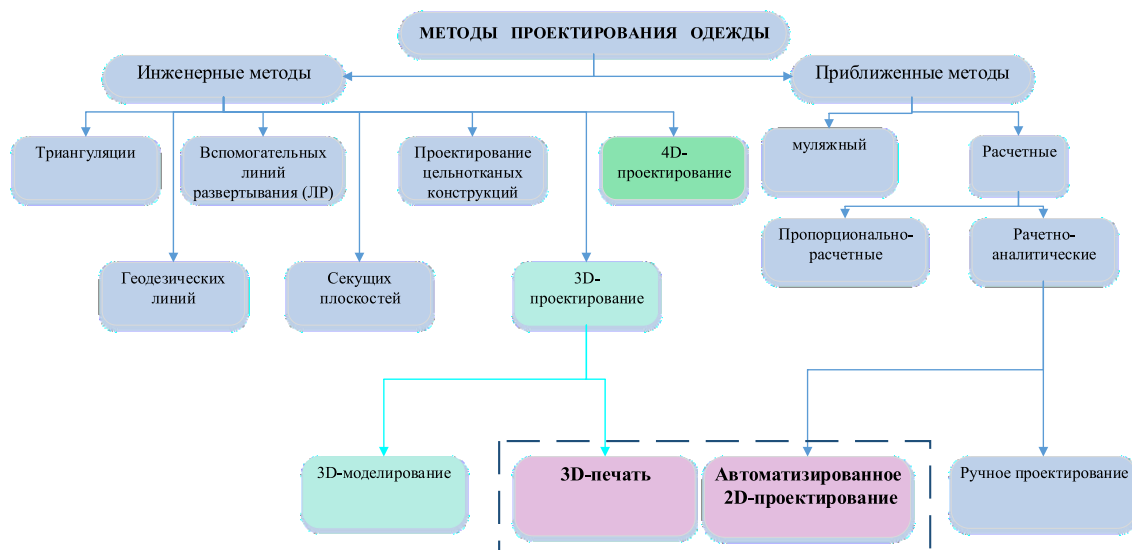 МЕТОДЫ ПРОЕКТИРОВАНИЯ ОДЕЖДЫ
Инженерные методы
Приближенные методы
Триангуляции
Вспомогательных
линий
развертывания (ЛР)
Проектирование
цельнотканых
конструкций
4D-
проектирование
муляжный
Расчетные
Геодезических
линий
Секущих
плоскостей
3D-
проектирование
Пропорционально-
расчетные
Рачетно-
аналитические
3D-моделирование
3D-печать
Автоматизированное
2D-проектирование
Ручное проектирование